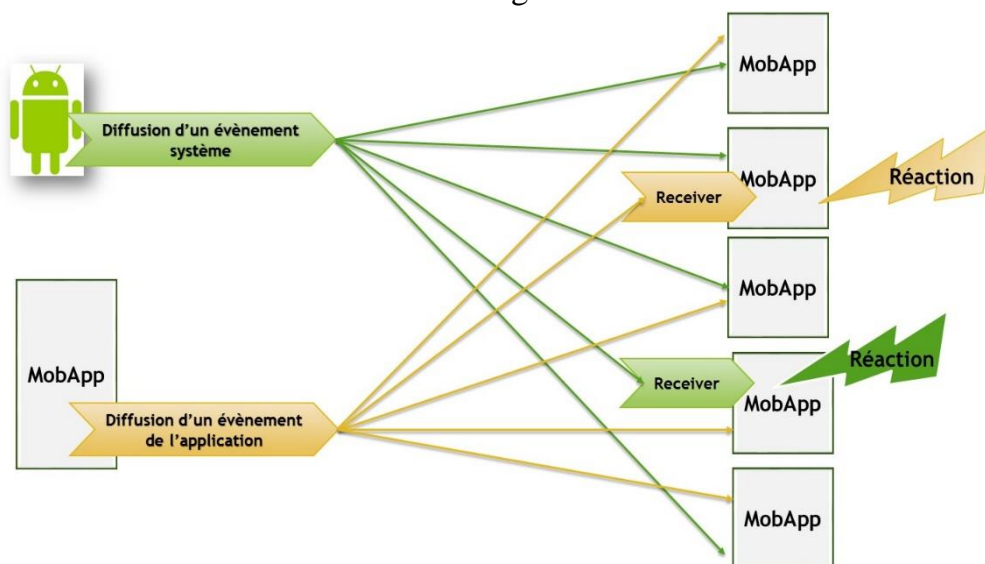 MobApp
Diffusion d'un évènement
système
MobApp
Receiver
Réaction
MobApp
MobApp
Receiver
Réaction
MobApp
Diffusion d'un évènement
de l'application
MobApp
MobApp